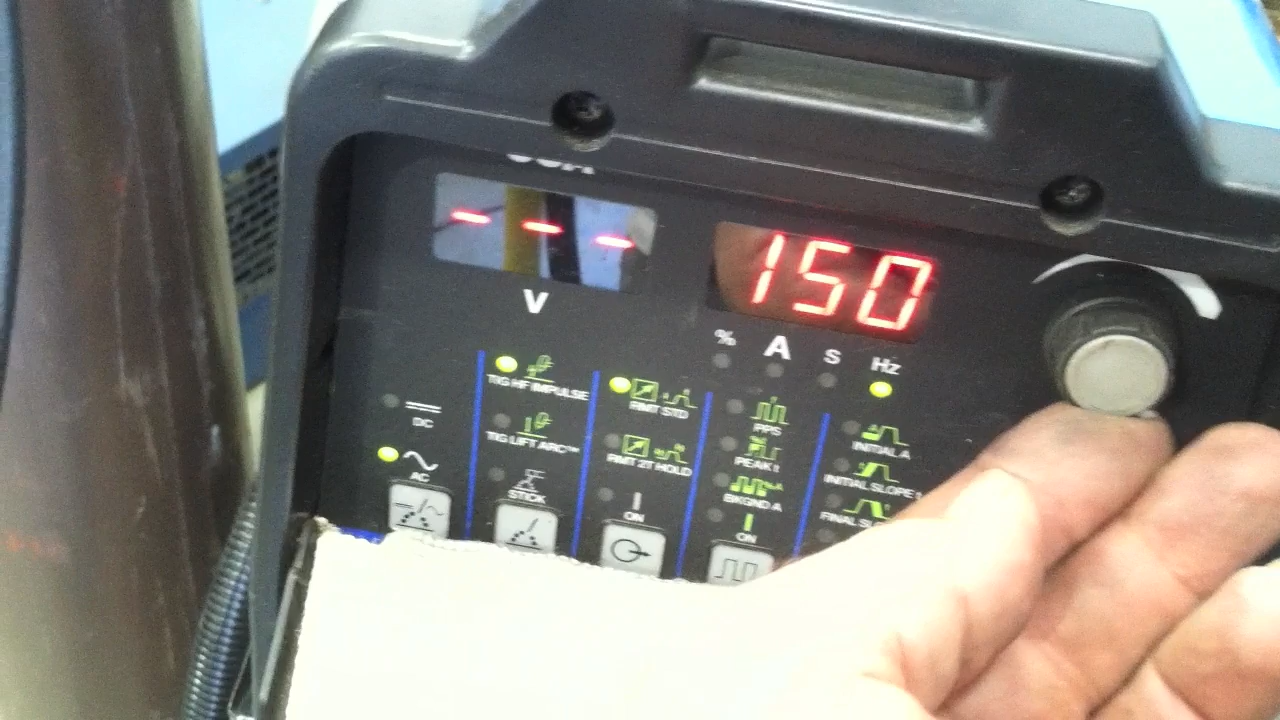 - - -
150
V
% A S Hz
TIG HF IMPULSE
TIG LIFT ARC™
STICK
DC
AC
RMT STD
RMT 2T HOLD
ON
PPS
PEAK t
BKGND A
ON
INITIAL A
INITIAL SLOPE t
FINAL